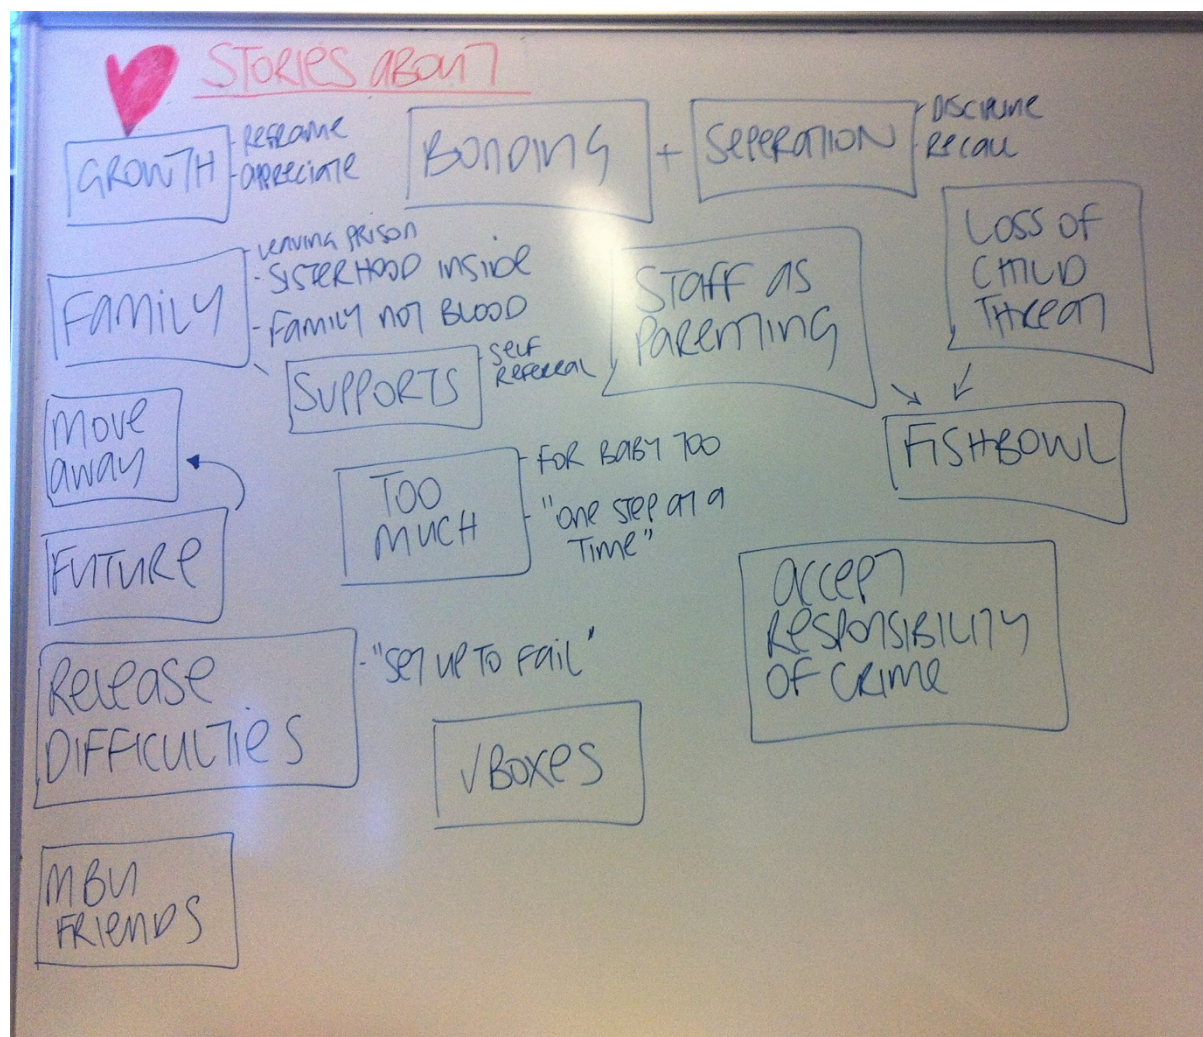 STORIES ABOUT
GROWTH
- REFRAME
- APPRECIATE
BONDING
+
SEPERATION
- DISCIPLINE
- RECALL
LOSS OF
CHILD
THREAT
FAMILY
- LEAVING PRISON
- SISTERHOOD INSIDE
- FAMILY NOT BLOOD
STAFF AS
PARENTING
SUPPORTS
- SELF
REFEREAL
MOVE
AWAY
FISHBOWL
TOO
MUCH
- FOR BABY TOO
- "ONE STEP AT A
TIME"
FUTURE
ACCEPT
RESPONSIBILITY
OF CRIME
RELEASE
DIFFICULTIES
- "SET UP TO FAIL"
√ BOXES
MBU
FRIENDS